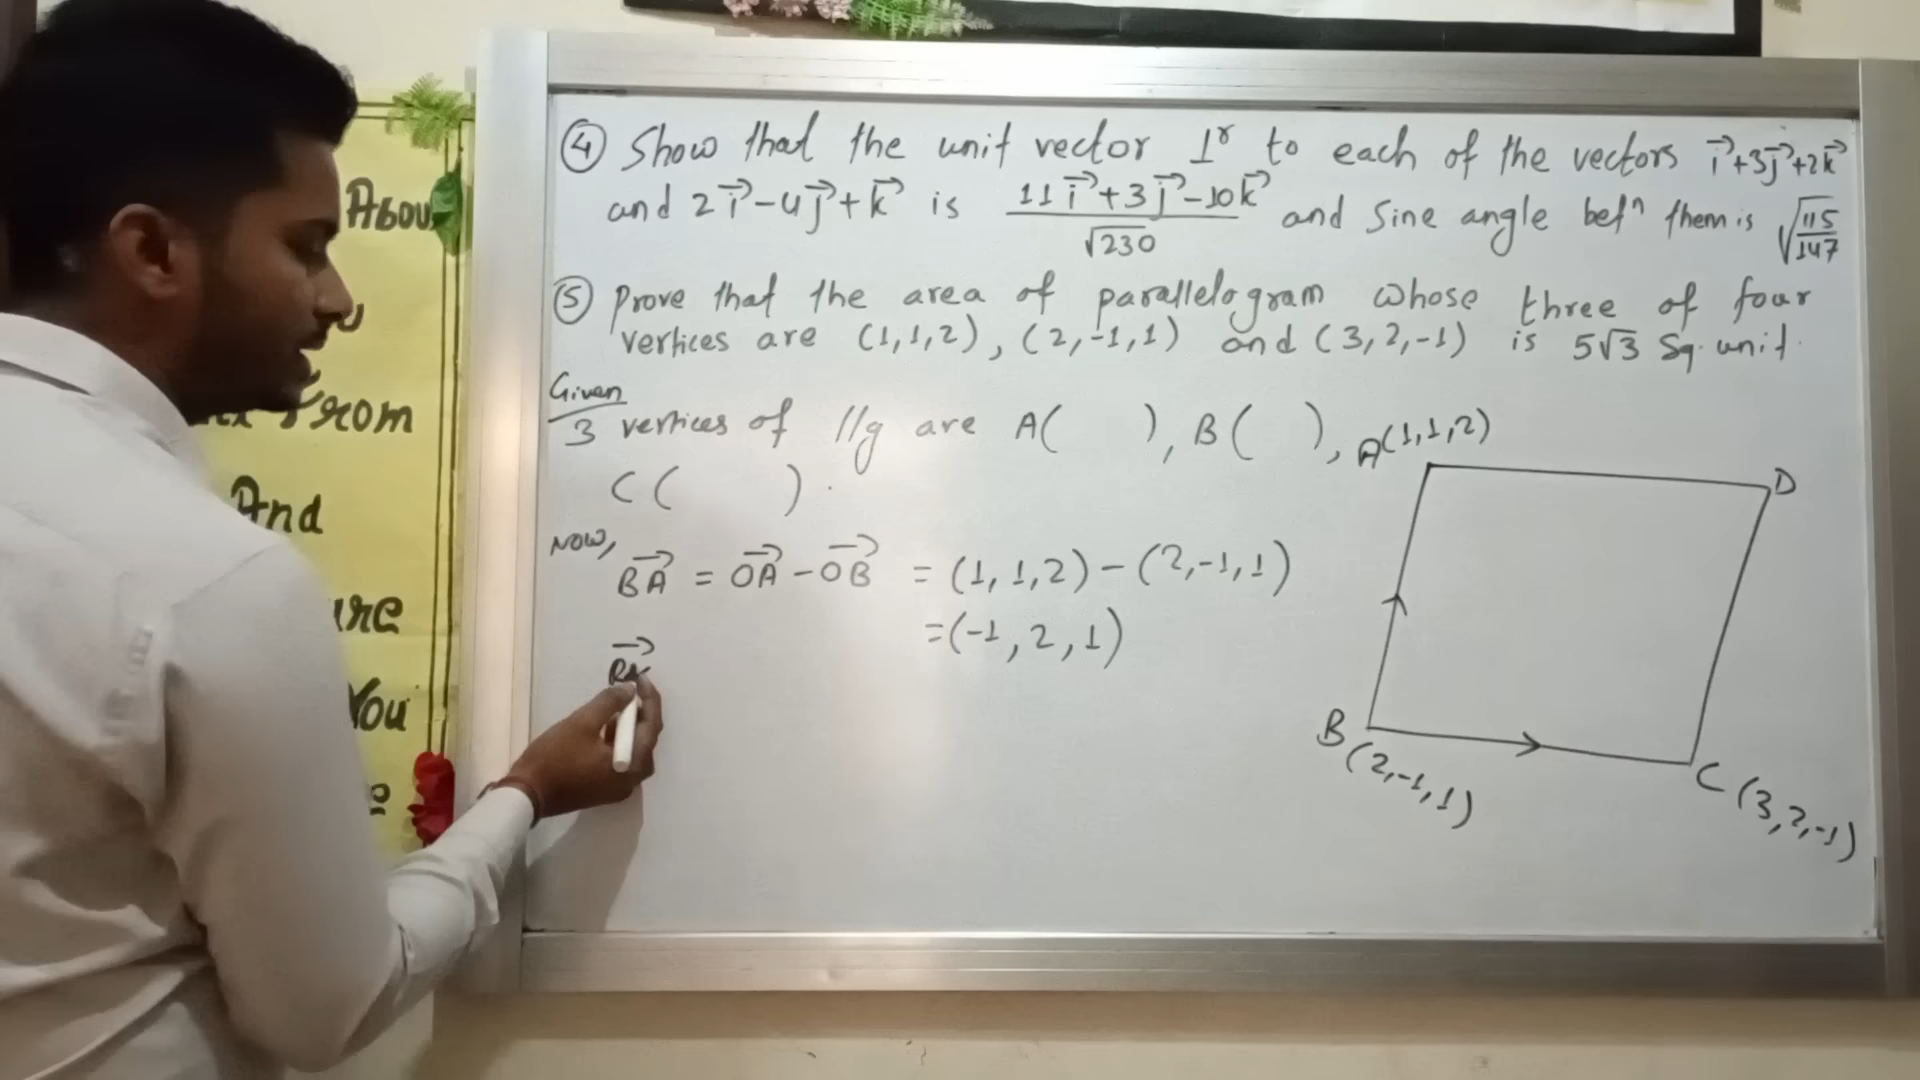 ④ Show that the unit vector ⊥r to each of the vectors i⃗+3j⃗+2k⃗
and 2i⃗-4j⃗+k⃗ is 11i⃗+3j⃗-10k⃗/√230 and Sine angle betn them is √115/147
⑤ Prove that the area of parallelogram whose three of four
vertices are (1,1,2), (2,-1,1) and (3,2,-1) is 5√3 Sq. unit.
Given
3 vertices of //g are A( ), B( ),
C( ).
Now,
BA⃗ = OA⃗ - OB⃗ = (1,1,2) - (2,-1,1)
= (-1,2,1)
A(1,1,2)
D
B(2,-1,1)
C(3,2,-1)
About
From
And
You